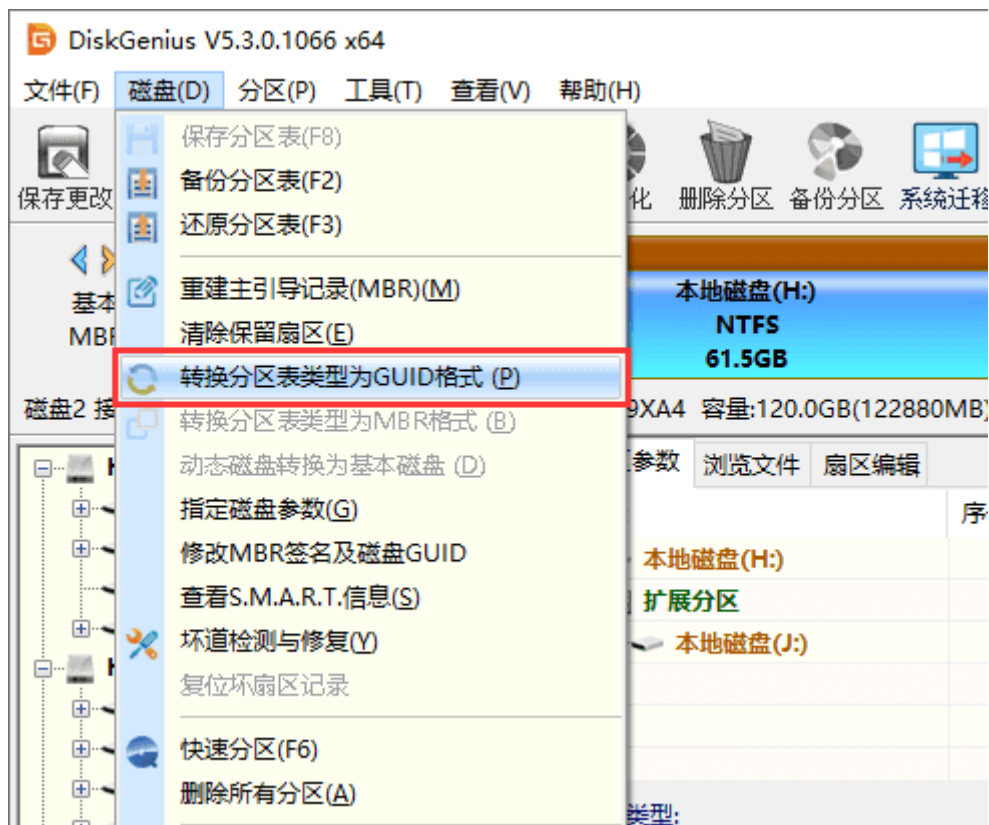 DiskGenius V5.3.0.1066 x64
文件(F) 磁盘(D) 分区(P) 工具(T) 查看(V) 帮助(H)
保存更改 化 删除分区 备份分区 系统迁移
保存分区表(F8)
备份分区表(F2)
还原分区表(F3)
重建主引导记录(MBR)(M)
清除保留扇区(E)
转换分区表类型为GUID格式 (P)
转换分区表类型为MBR格式 (B)
动态磁盘转换为基本磁盘 (D)
指定磁盘参数(G)
修改MBR签名及磁盘GUID
查看S.M.A.R.T.信息(S)
坏道检测与修复(Y)
复位坏扇区记录
快速分区(F6)
删除所有分区(A)
基本
MBR
本地磁盘(H:)
NTFS
61.5GB
磁盘2 接 9XA4 容量:120.0GB(122880MB)
参数 浏览文件 扇区编辑
序
本地磁盘(H:)
扩展分区
本地磁盘(J:)
类型: